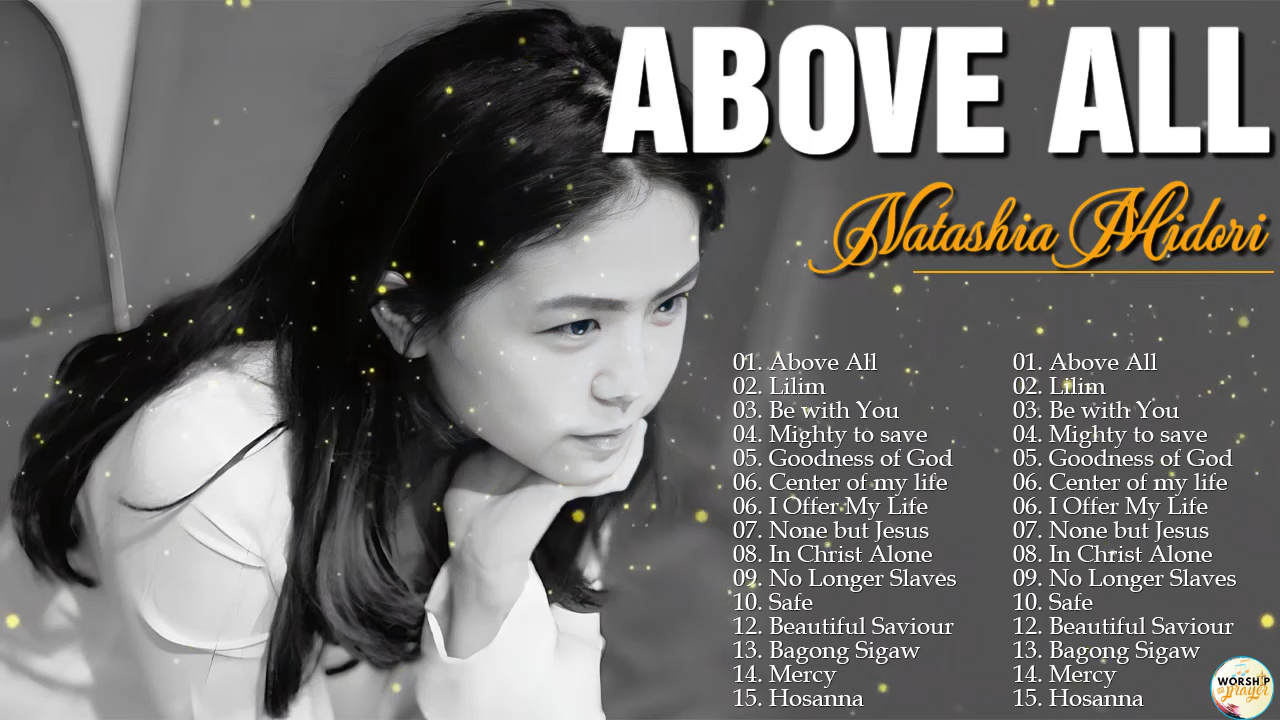 ABOVE ALL
Natashia Midori
01. Above All
02. Lilim
03. Be with You
04. Mighty to save
05. Goodness of God
06. Center of my life
06. I Offer My Life
07. None but Jesus
08. In Christ Alone
09. No Longer Slaves
10. Safe
12. Beautiful Saviour
13. Bagong Sigaw
14. Mercy
15. Hosanna
01. Above All
02. Lilim
03. Be with You
04. Mighty to save
05. Goodness of God
06. Center of my life
06. I Offer My Life
07. None but Jesus
08. In Christ Alone
09. No Longer Slaves
10. Safe
12. Beautiful Saviour
13. Bagong Sigaw
14. Mercy
15. Hosanna
WORSHIP
prayer